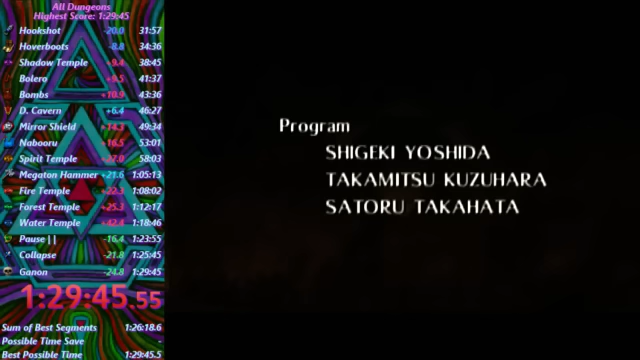 All Dungeons
Highest Score: 1:29:45
Hookshot -20.0 31:57
Hoverboots -8.8 34:36
Shadow Temple +9.4 38:45
Bolero +9.5 41:37
Bombs +10.9 43:36
D. Cavern +6.4 46:27
Mirror Shield +14.3 49:34
Nabooru +16.5 53:01
Spirit Temple +27.0 58:03
Megaton Hammer +21.6 1:05:13
Fire Temple +22.3 1:08:02
Forest Temple +25.3 1:12:17
Water Temple +42.4 1:18:46
Pause || -16.4 1:23:55
Collapse -21.8 1:25:45
Ganon -24.8 1:29:45
1:29:45.55
Sum of Best Segments 1:26:18.6
Possible Time Save -
Best Possible Time 1:29:45.5
Program
SHIGEKI YOSHIDA
TAKAMITSU KUZUHARA
SATORU TAKAHATA